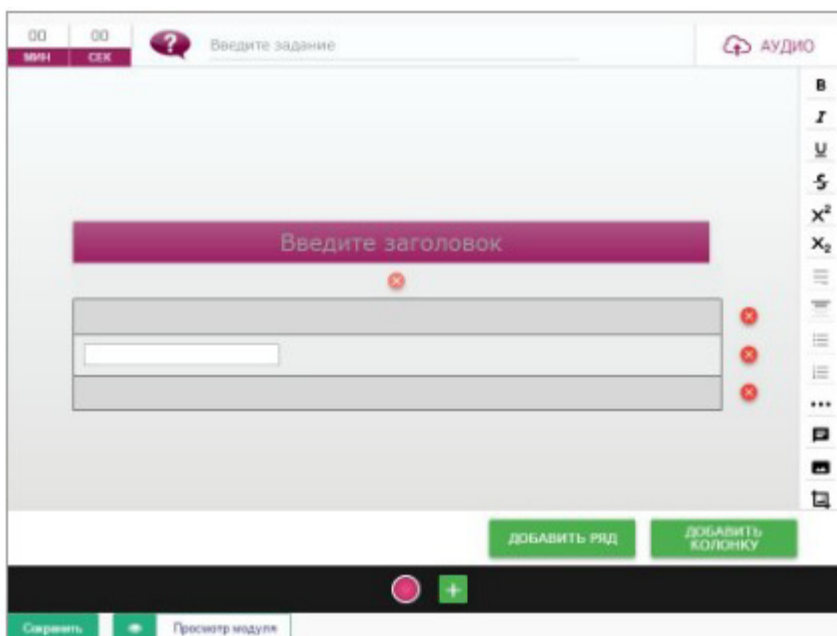 00 00
МИН СЕК
?
Введите задание
АУДИО
B
I
U
S
X²
X₂
Введите заголовок
ДОБАВИТЬ РЯД
ДОБАВИТЬ
КОЛОНКУ
+
Сохранить
Просмотр модуля